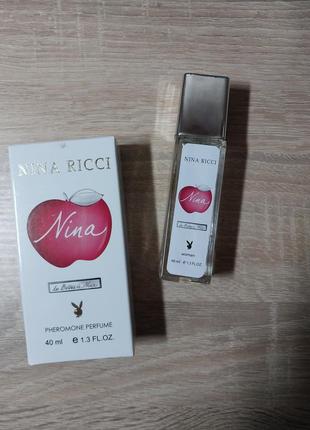 NINA RICCI
Nina
PHEROMONE PERFUME
40 ml e 1.3 FL.OZ.
NINA RICCI
Nina
woman
40 ml e 1.3 FL.OZ.